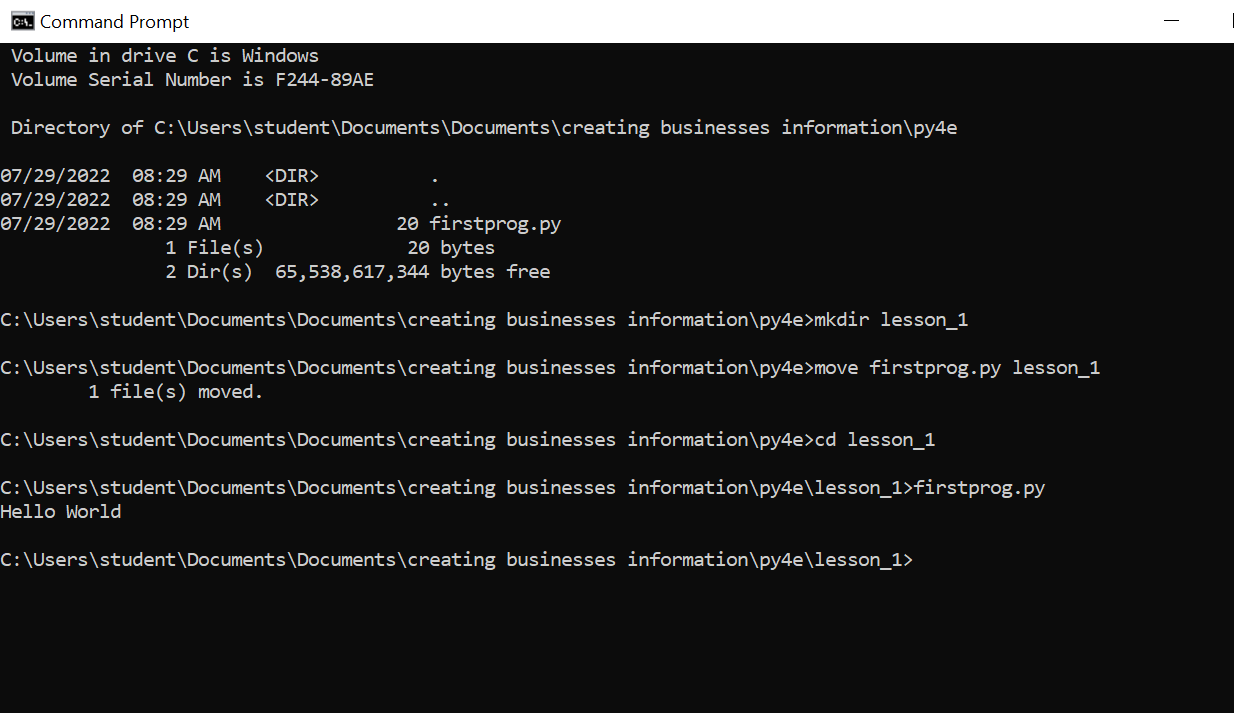 Command Prompt
Volume in drive C is Windows
Volume Serial Number is F244-89AE
Directory of C:\Users\student\Documents\Documents\creating businesses information\py4e
07/29/2022  08:29 AM    <DIR>          .
07/29/2022  08:29 AM    <DIR>          ..
07/29/2022  08:29 AM                20 firstprog.py
1 File(s)             20 bytes
2 Dir(s)  65,538,617,344 bytes free
C:\Users\student\Documents\Documents\creating businesses information\py4e>mkdir lesson_1
C:\Users\student\Documents\Documents\creating businesses information\py4e>move firstprog.py lesson_1
1 file(s) moved.
C:\Users\student\Documents\Documents\creating businesses information\py4e>cd lesson_1
C:\Users\student\Documents\Documents\creating businesses information\py4e\lesson_1>firstprog.py
Hello World
C:\Users\student\Documents\Documents\creating businesses information\py4e\lesson_1>